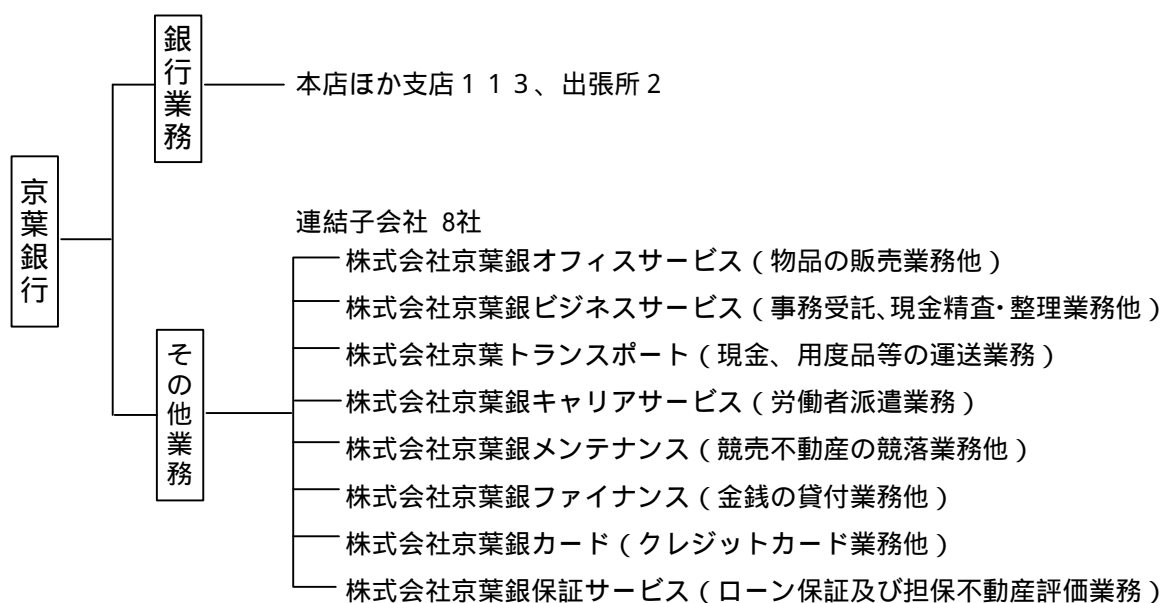 京葉銀行
銀行業務
本店ほか支店113、出張所2
その他業務
連結子会社 8社
株式会社京葉銀オフィスサービス(物品の販売業務他)
株式会社京葉銀ビジネスサービス(事務受託、現金精査・整理業務他)
株式会社京葉トランスポート(現金、用度品等の運送業務)
株式会社京葉銀キャリアサービス(労働者派遣業務)
株式会社京葉銀メンテナンス(競売不動産の競落業務他)
株式会社京葉銀ファイナンス(金銭の貸付業務他)
株式会社京葉銀カード(クレジットカード業務他)
株式会社京葉銀保証サービス(ローン保証及び担保不動産評価業務)